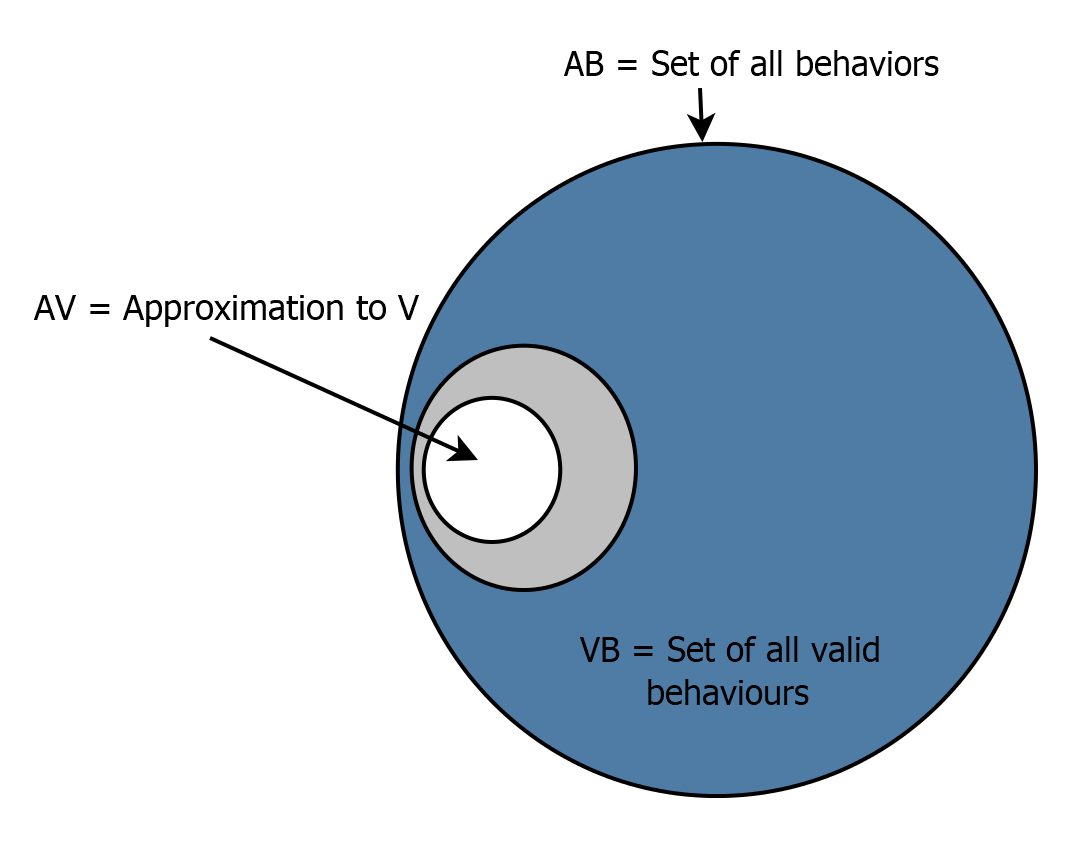 AB = Set of all behaviors
AV = Approximation to V
VB = Set of all valid
behaviours